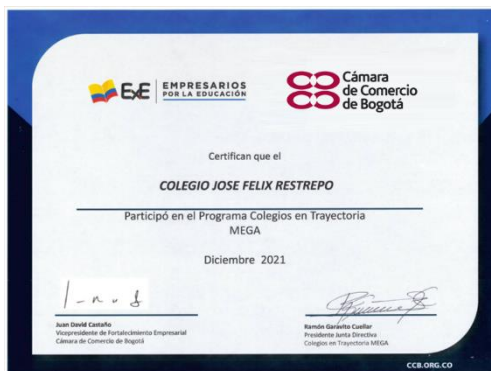 ExE EMPRESARIOS
POR LA EDUCACIÓN
Cámara
de Comercio
de Bogotá
Certifican que el
COLEGIO JOSE FELIX RESTREPO
Participó en el Programa Colegios en Trayectoria
MEGA
Diciembre 2021
Juan David Castaño
Vicepresidente de Fortalecimiento Empresarial
Cámara de Comercio de Bogotá
Ramón Garavito Cuellar
Presidente Junta Directiva
Colegios en Trayectoria MEGA
CCB.ORG.CO